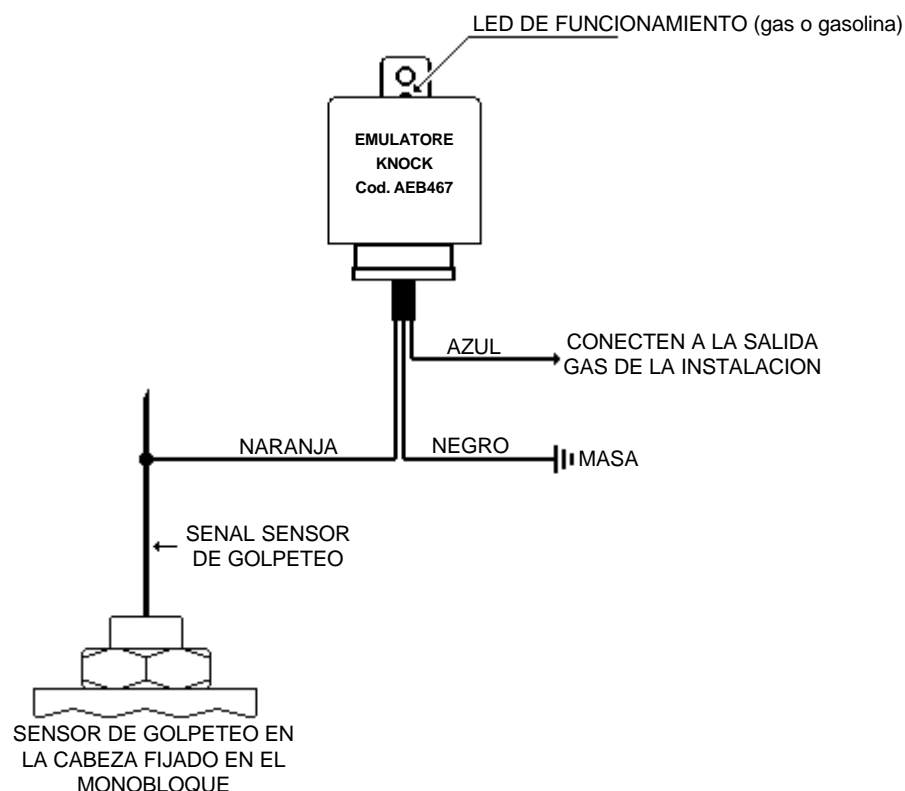 LED DE FUNCIONAMIENTO (gas o gasolina)
EMULATORE
KNOCK
Cod. AEB467
AZUL
CONECTEN A LA SALIDA
GAS DE LA INSTALACION
NARANJA
NEGRO
MASA
SENAL SENSOR
DE GOLPETEO
SENSOR DE GOLPETEO EN
LA CABEZA FIJADO EN EL
MONOBLOQUE